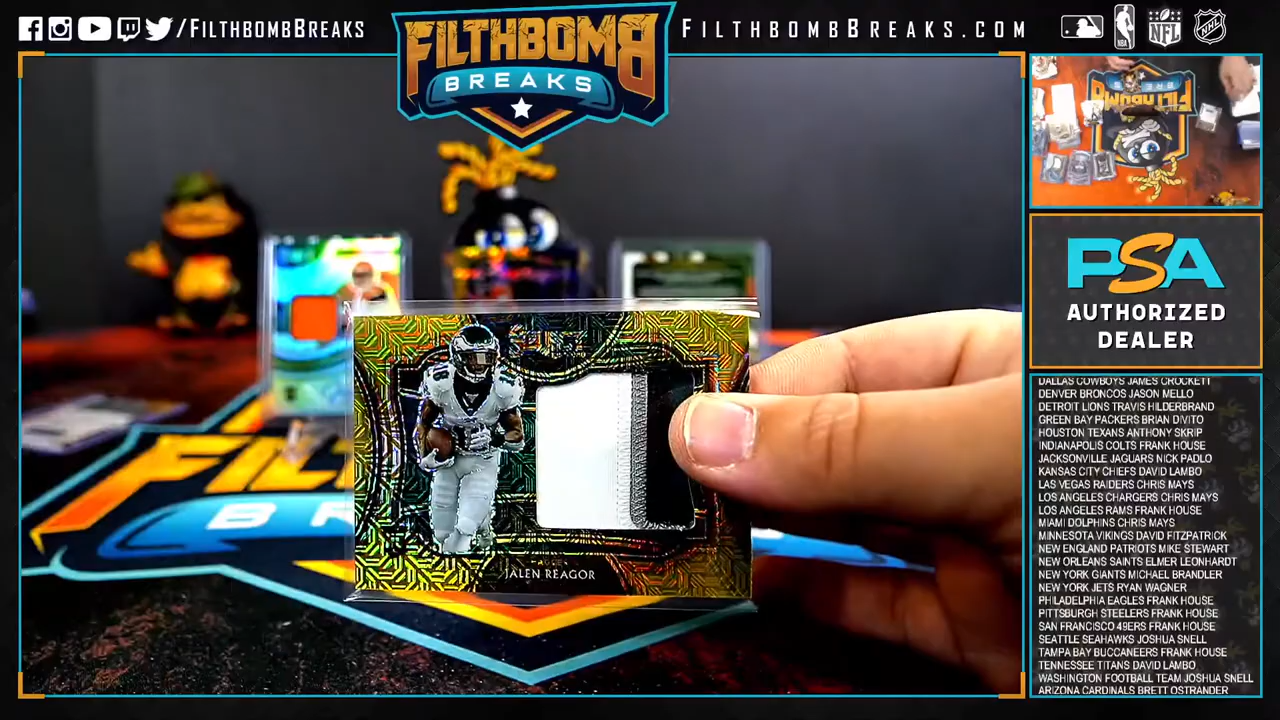 /FILTHBOMBBREAKS
FILTHBOMB
BREAKS
FILTHBOMBBREAKS.COM
NBA
NFL
NHL
PSA
AUTHORIZED
DEALER
18
JALEN REAGOR
DALLAS COWBOYS JAMES CROCKETT
DENVER BRONCOS JASON MELLO
DETROIT LIONS TRAVIS HILDERBRAND
GREEN BAY PACKERS BRIAN DIVITO
HOUSTON TEXANS ANTHONY SKRIP
INDIANAPOLIS COLTS FRANK HOUSE
JACKSONVILLE JAGUARS NICK PADLO
KANSAS CITY CHIEFS DAVID LAMBO
LAS VEGAS RAIDERS CHRIS MAYS
LOS ANGELES CHARGERS CHRIS MAYS
LOS ANGELES RAMS FRANK HOUSE
MIAMI DOLPHINS CHRIS MAYS
MINNESOTA VIKINGS DAVID FITZPATRICK
NEW ENGLAND PATRIOTS MIKE STEWART
NEW ORLEANS SAINTS ELMER LEONHARDT
NEW YORK GIANTS MICHAEL BRANDLER
NEW YORK JETS RYAN WAGNER
PHILADELPHIA EAGLES FRANK HOUSE
PITTSBURGH STEELERS FRANK HOUSE
SAN FRANCISCO 49ERS FRANK HOUSE
SEATTLE SEAHAWKS JOSHUA SNELL
TAMPA BAY BUCCANEERS FRANK HOUSE
TENNESSEE TITANS DAVID LAMBO
WASHINGTON FOOTBALL TEAM JOSHUA SNELL
ARIZONA CARDINALS BRETT OSTRANDER